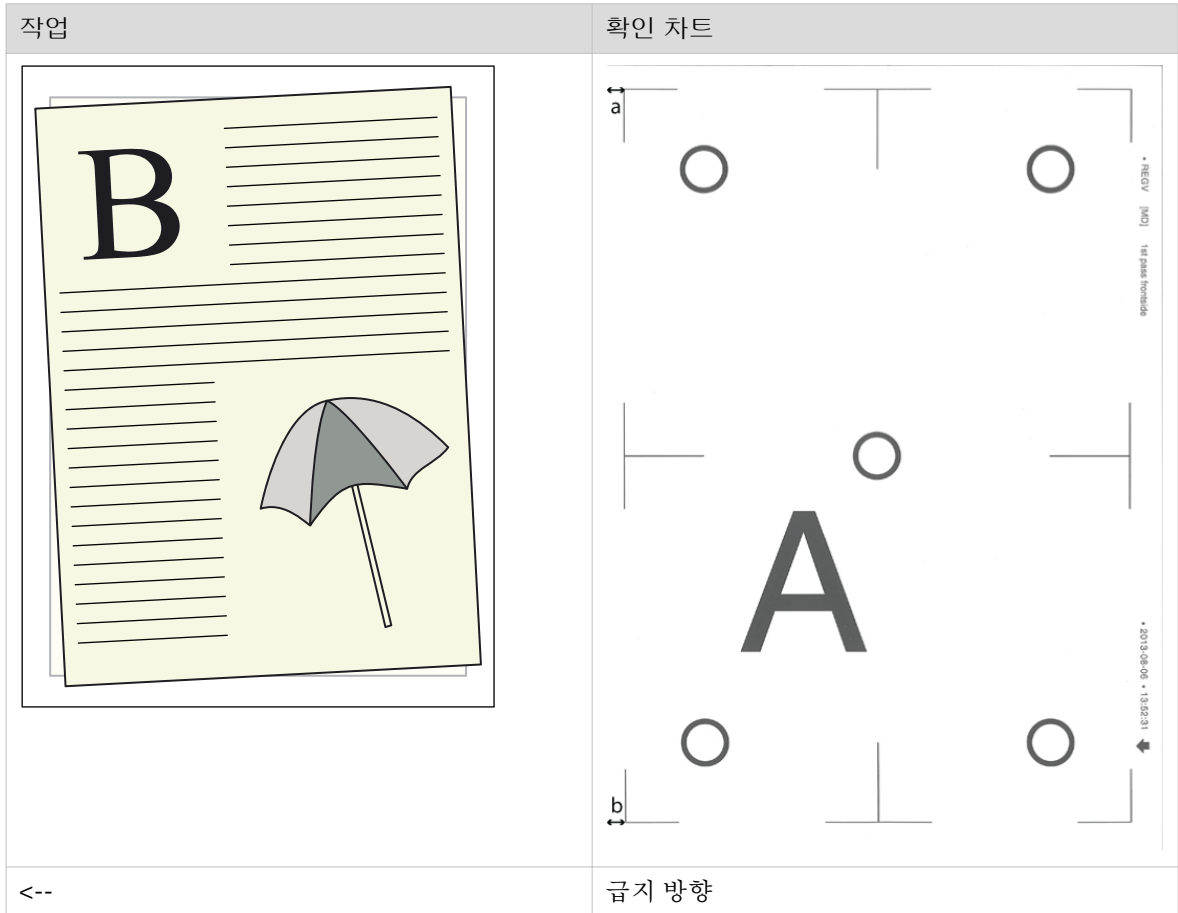 작업
확인 차트
B
a
• REGV [MD] 1st pass frontside
A
• 2013-08-06 • 13:52:31
b
<--
급지 방향